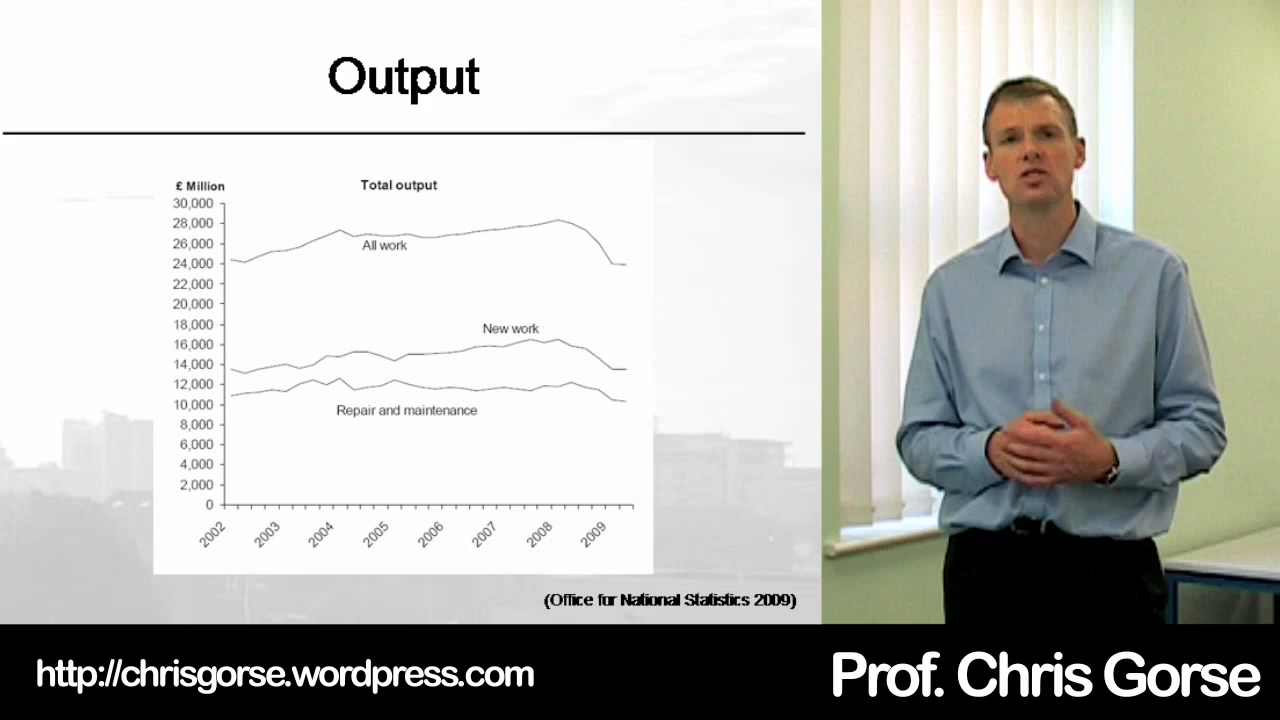 Output
£ Million
Total output
30,000
28,000
26,000
24,000
22,000
20,000
18,000
16,000
14,000
12,000
10,000
8,000
6,000
4,000
2,000
0
All work
New work
Repair and maintenance
2002 2003 2004 2005 2006 2007 2008 2009
(Office for National Statistics 2009)
http://chrisgorse.wordpress.com
Prof. Chris Gorse